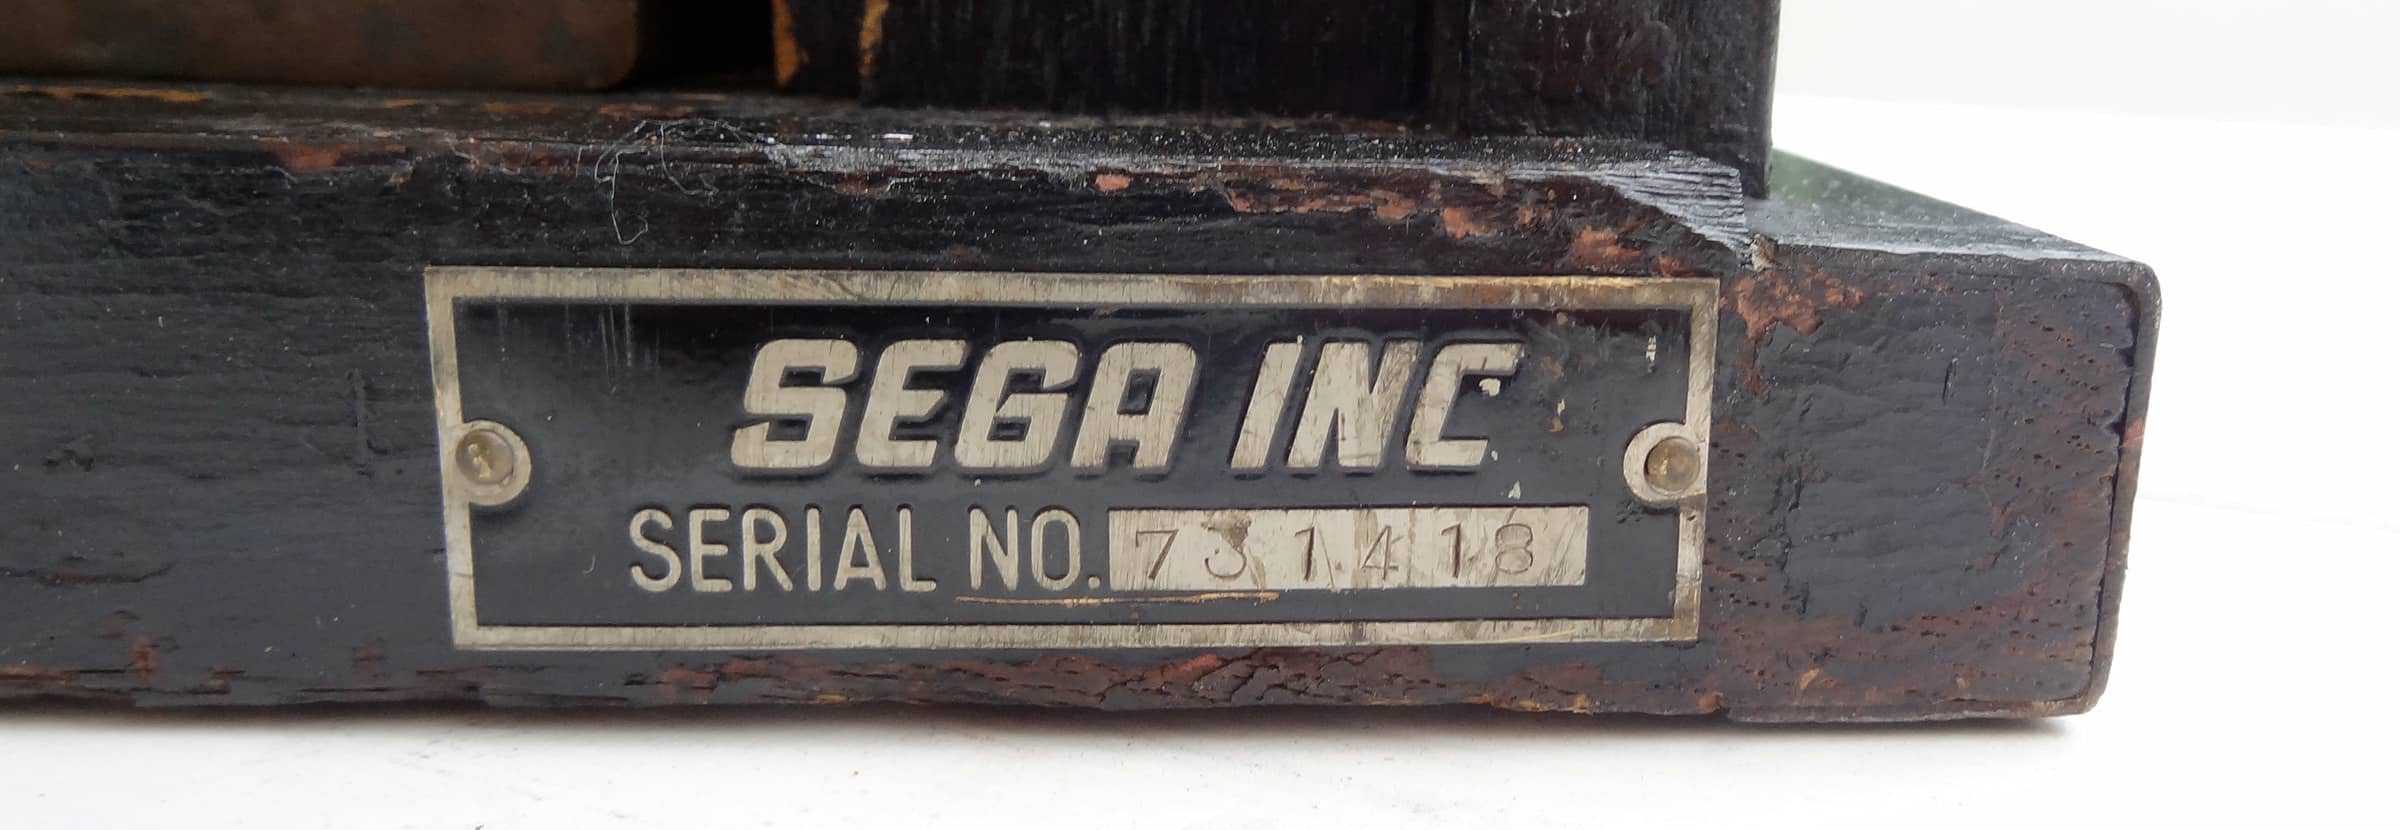 SEGA INC
SERIAL NO. 731418